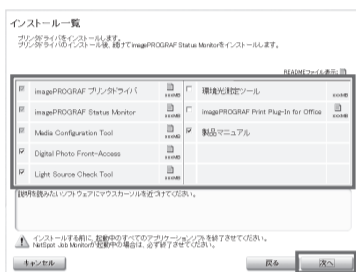 インストール一覧
プリンタドライバをインストールします。
プリンタドライバのインストール後、続けてimagePROGRAF Status Monitorをインストールします。
READMEファイル表示:
imagePROGRAF プリンタドライバ
xxxMB
環境光測定ツール
xxxMB
imagePROGRAF Status Monitor
xxxMB
imagePROGRAF Print Plug-In for Office
xxxMB
Media Configuration Tool
xxxMB
製品マニュアル
Digital Photo Front-Access
xxxMB
Light Source Check Tool
xxxMB
説明を読みたいソフトウェアにマウスカーソルを近づけてください。
インストールする前に、起動中のすべてのアプリケーションソフトを終了させてください。
NetSpot Job Monitorが起動中の場合は、必ず終了させてください。
キャンセル
戻る
次へ